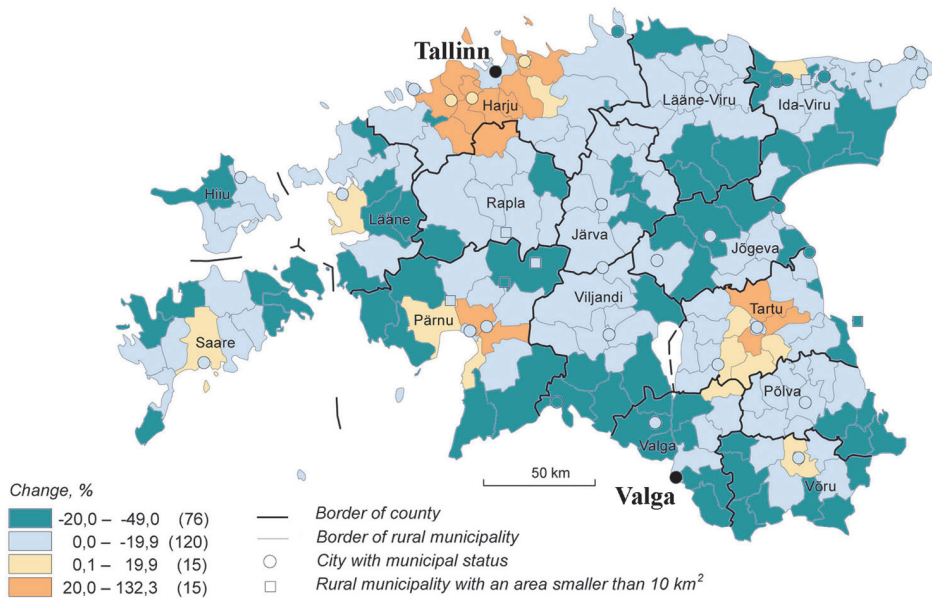 Tallinn
Harju
Lääne-Viru
Ida-Viru
Hiiu
Lääne
Rapla
Järva
Jõgeva
Saare
Pärnu
Viljandi
Tartu
Põlva
Valga
Võru
50 km
Valga
Change, %
-20,0 – -49,0 (76)
0,0 – -19,9 (120)
0,1 – 19,9 (15)
20,0 – 132,3 (15)
Border of county
Border of rural municipality
City with municipal status
Rural municipality with an area smaller than 10 km²